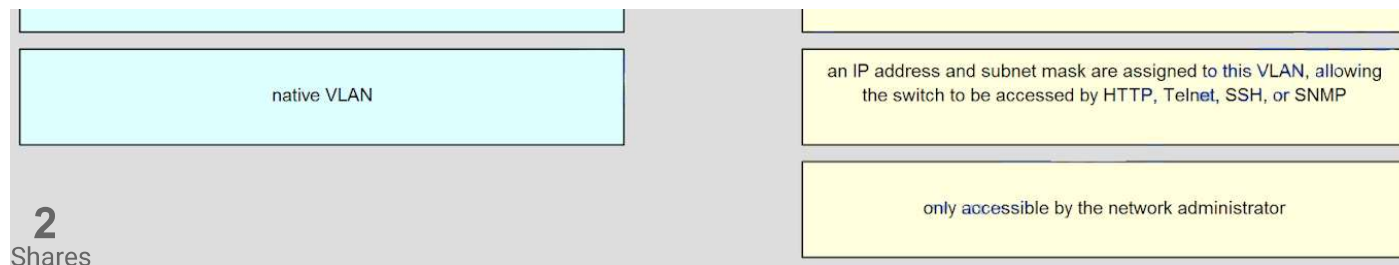 native VLAN
an IP address and subnet mask are assigned to this VLAN, allowing
the switch to be accessed by HTTP, Telnet, SSH, or SNMP
only accessible by the network administrator
2
Shares